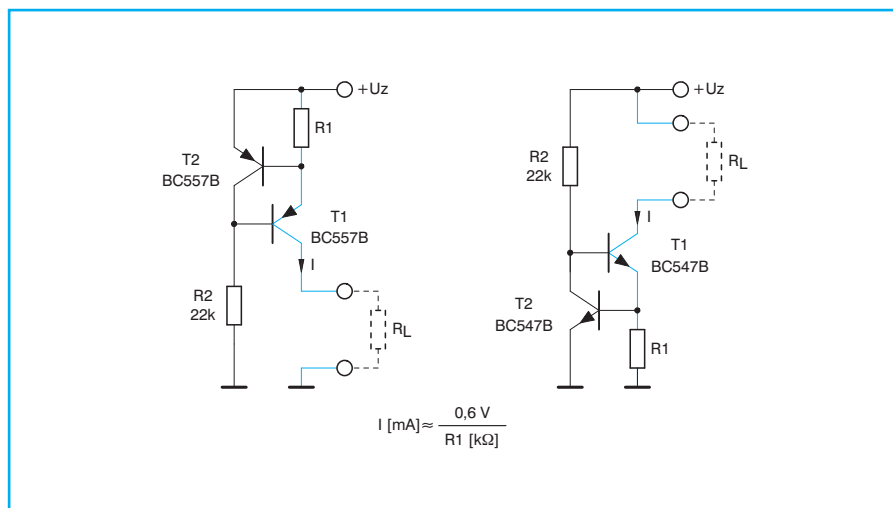 +Uz
R1
T2
BC557B
T1
BC557B
I
R2
22k
RL
+Uz
R2
22k
RL
I
T1
BC547B
T2
BC547B
R1
I [mA] ≈ 0,6 V
R1 [kΩ]